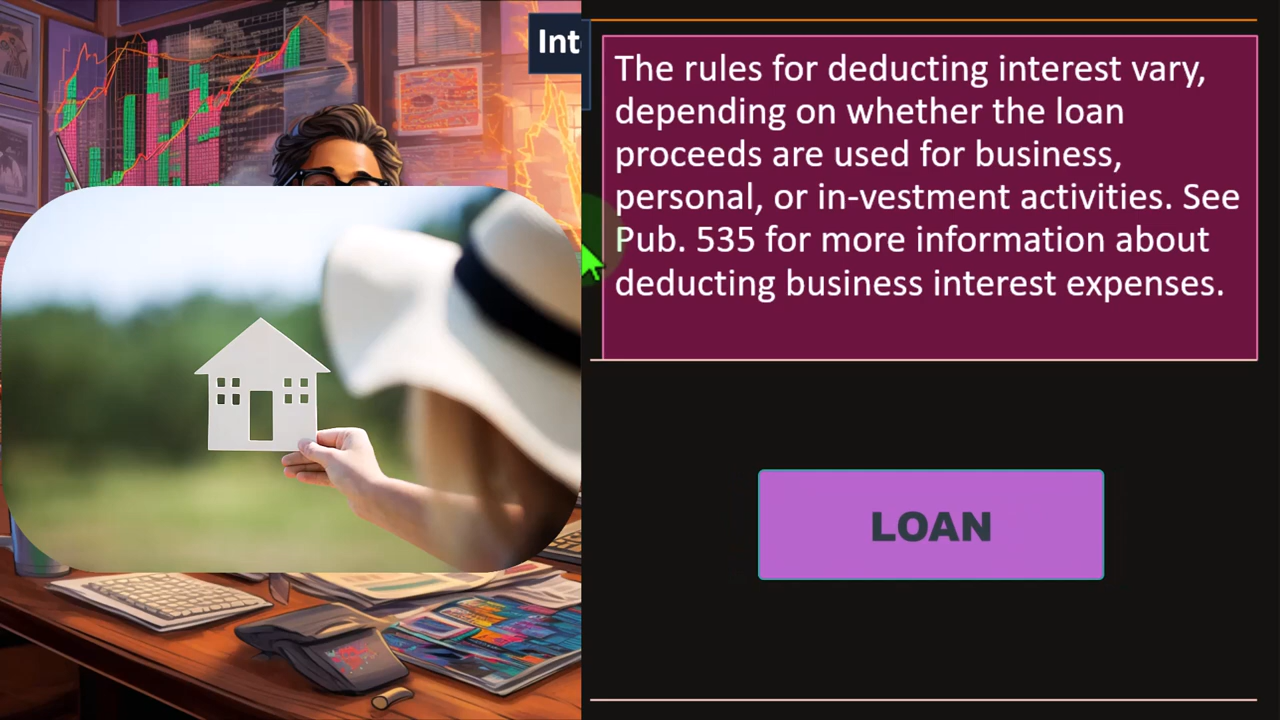 Int
The rules for deducting interest vary,
depending on whether the loan
proceeds are used for business,
personal, or in-vestment activities. See
Pub. 535 for more information about
deducting business interest expenses.
LOAN